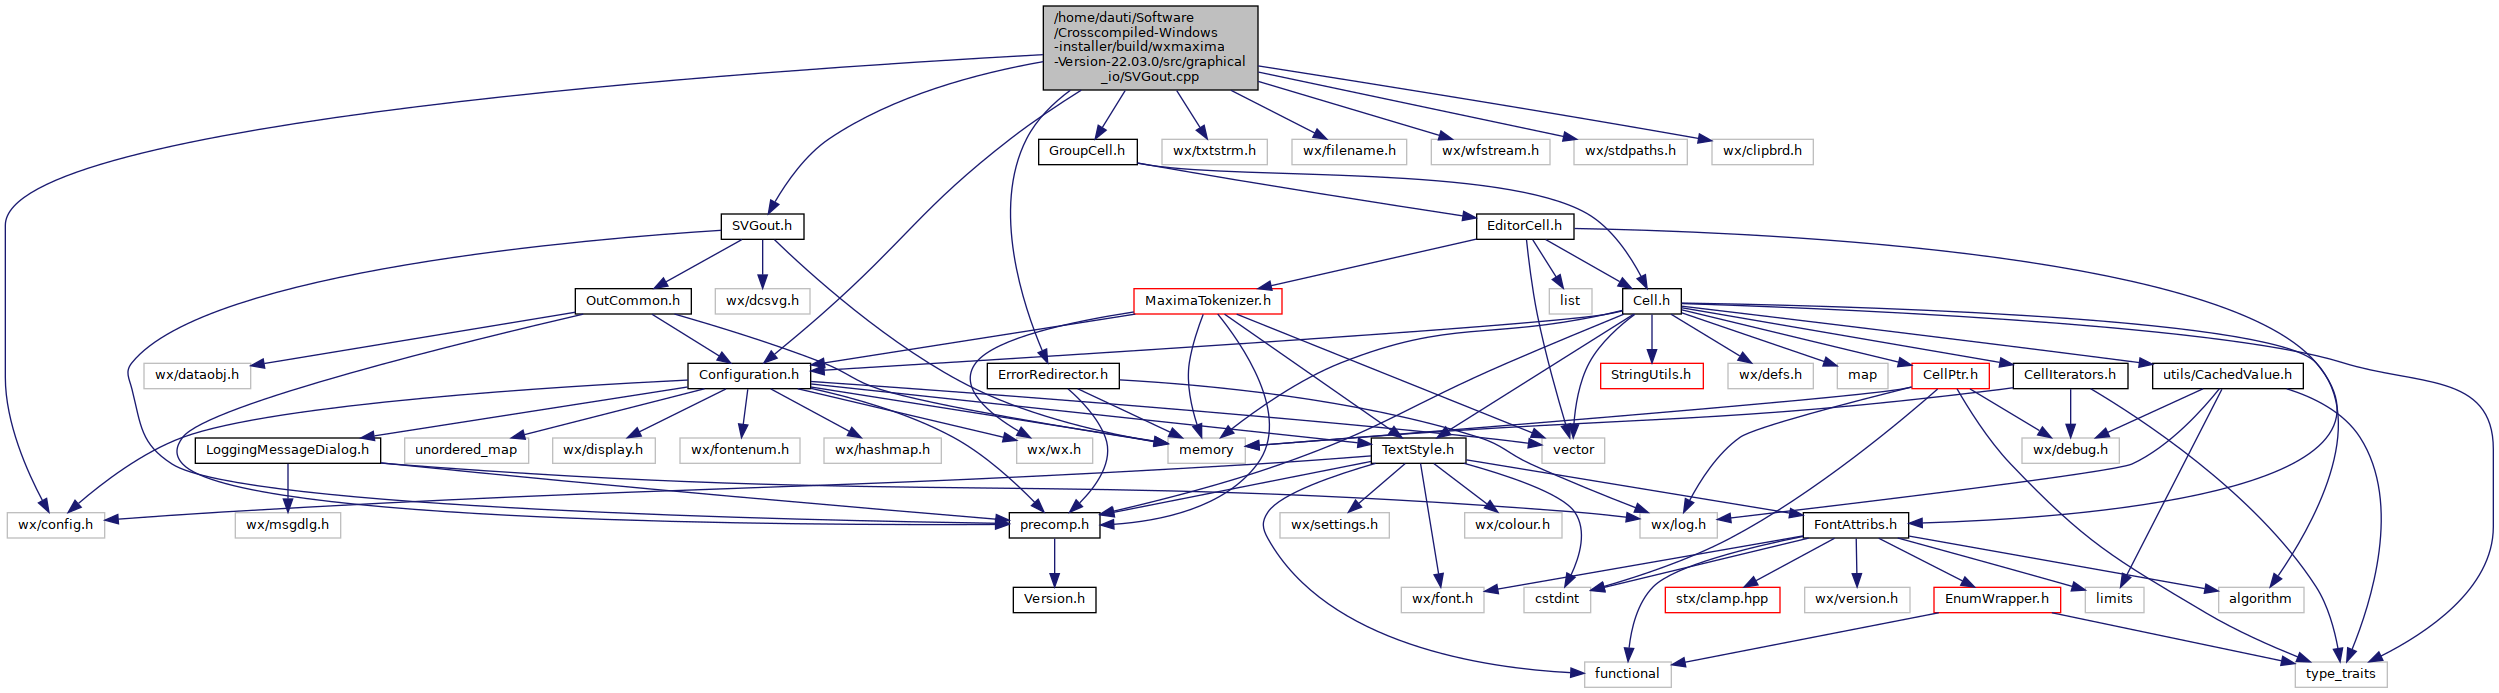 /home/dauti/Software
/Crosscompiled-Windows
-installer/build/wxmaxima
-Version-22.03.0/src/graphical
_io/SVGout.cpp
GroupCell.h
wx/txtstrm.h
wx/filename.h
wx/wfstream.h
wx/stdpaths.h
wx/clipbrd.h
SVGout.h
EditorCell.h
OutCommon.h
wx/dcsvg.h
MaximaTokenizer.h
list
Cell.h
wx/dataobj.h
Configuration.h
ErrorRedirector.h
StringUtils.h
wx/defs.h
map
CellPtr.h
CellIterators.h
utils/CachedValue.h
LoggingMessageDialog.h
unordered_map
wx/display.h
wx/fontenum.h
wx/hashmap.h
wx/wx.h
memory
TextStyle.h
vector
wx/debug.h
wx/config.h
wx/msgdlg.h
precomp.h
wx/settings.h
wx/colour.h
wx/log.h
FontAttribs.h
Version.h
wx/font.h
cstdint
stx/clamp.hpp
wx/version.h
EnumWrapper.h
limits
algorithm
functional
type_traits